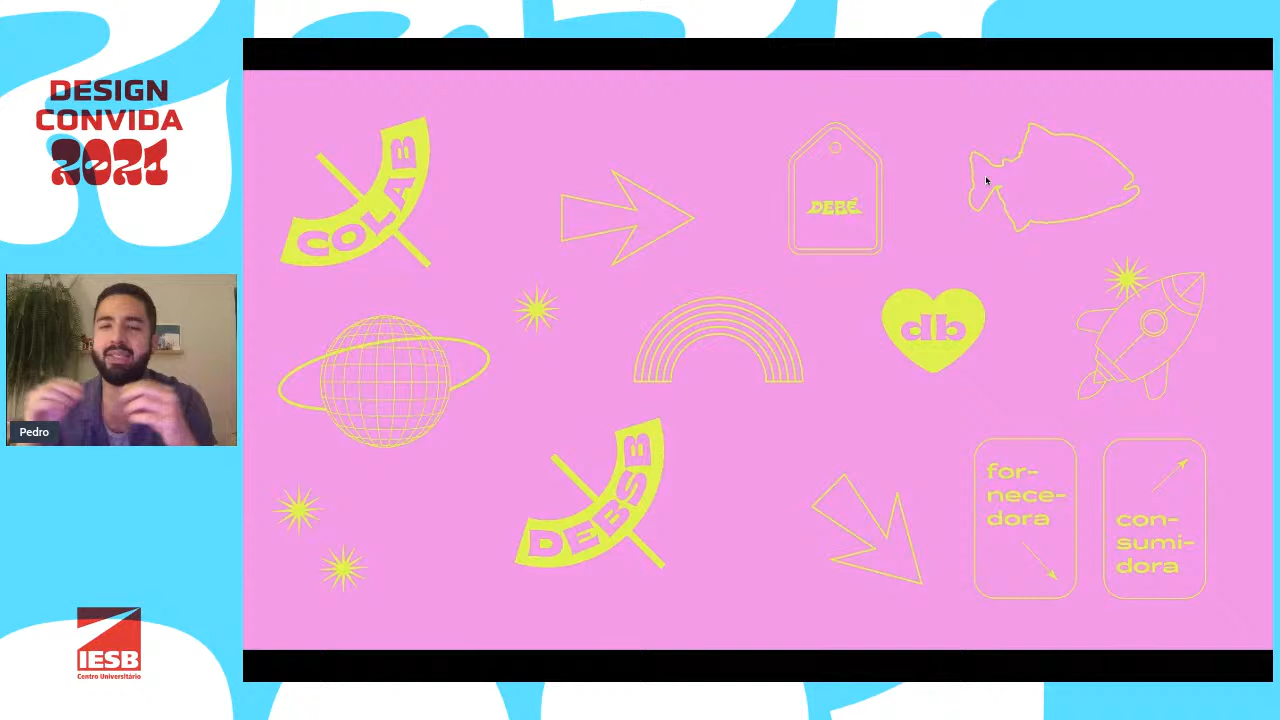 DESIGN
CONVIDA
2021
Pedro
IESB
Centro Universitário
COLAB
DEBÊ
db
DEBSB
for-
nece-
dora
con-
sumi-
dora